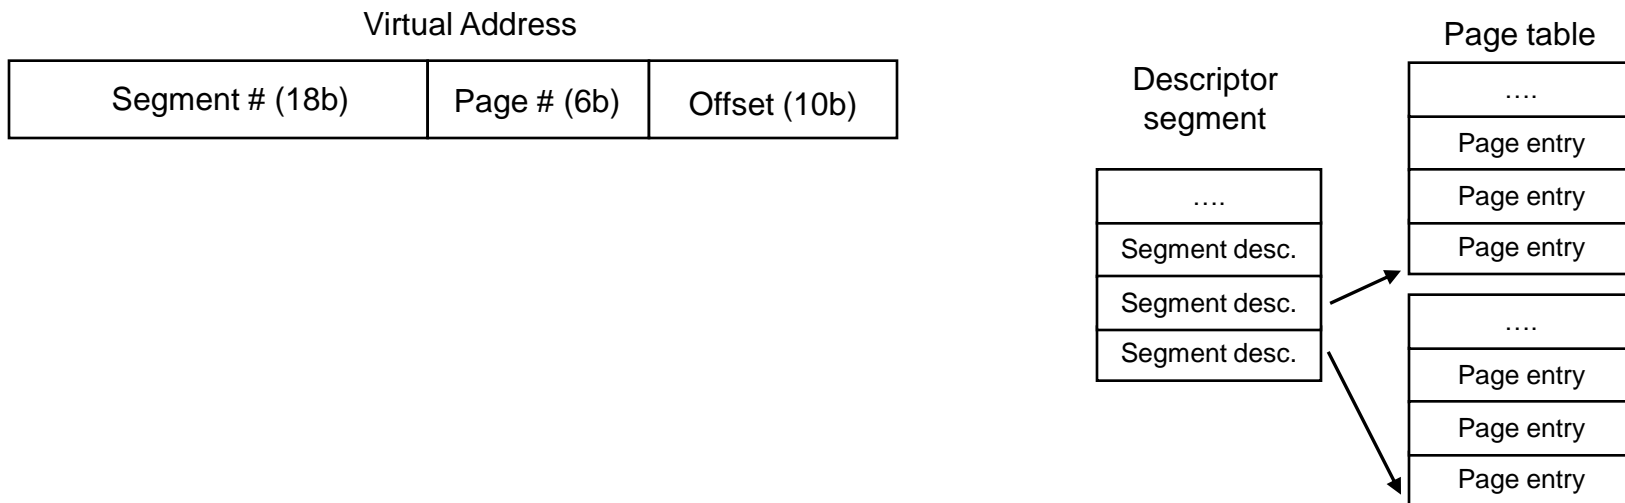 Virtual Address
Segment # (18b)
Page # (6b)
Offset (10b)
Descriptor
segment
….
Segment desc.
Segment desc.
Segment desc.
Page table
….
Page entry
Page entry
Page entry
….
Page entry
Page entry
Page entry